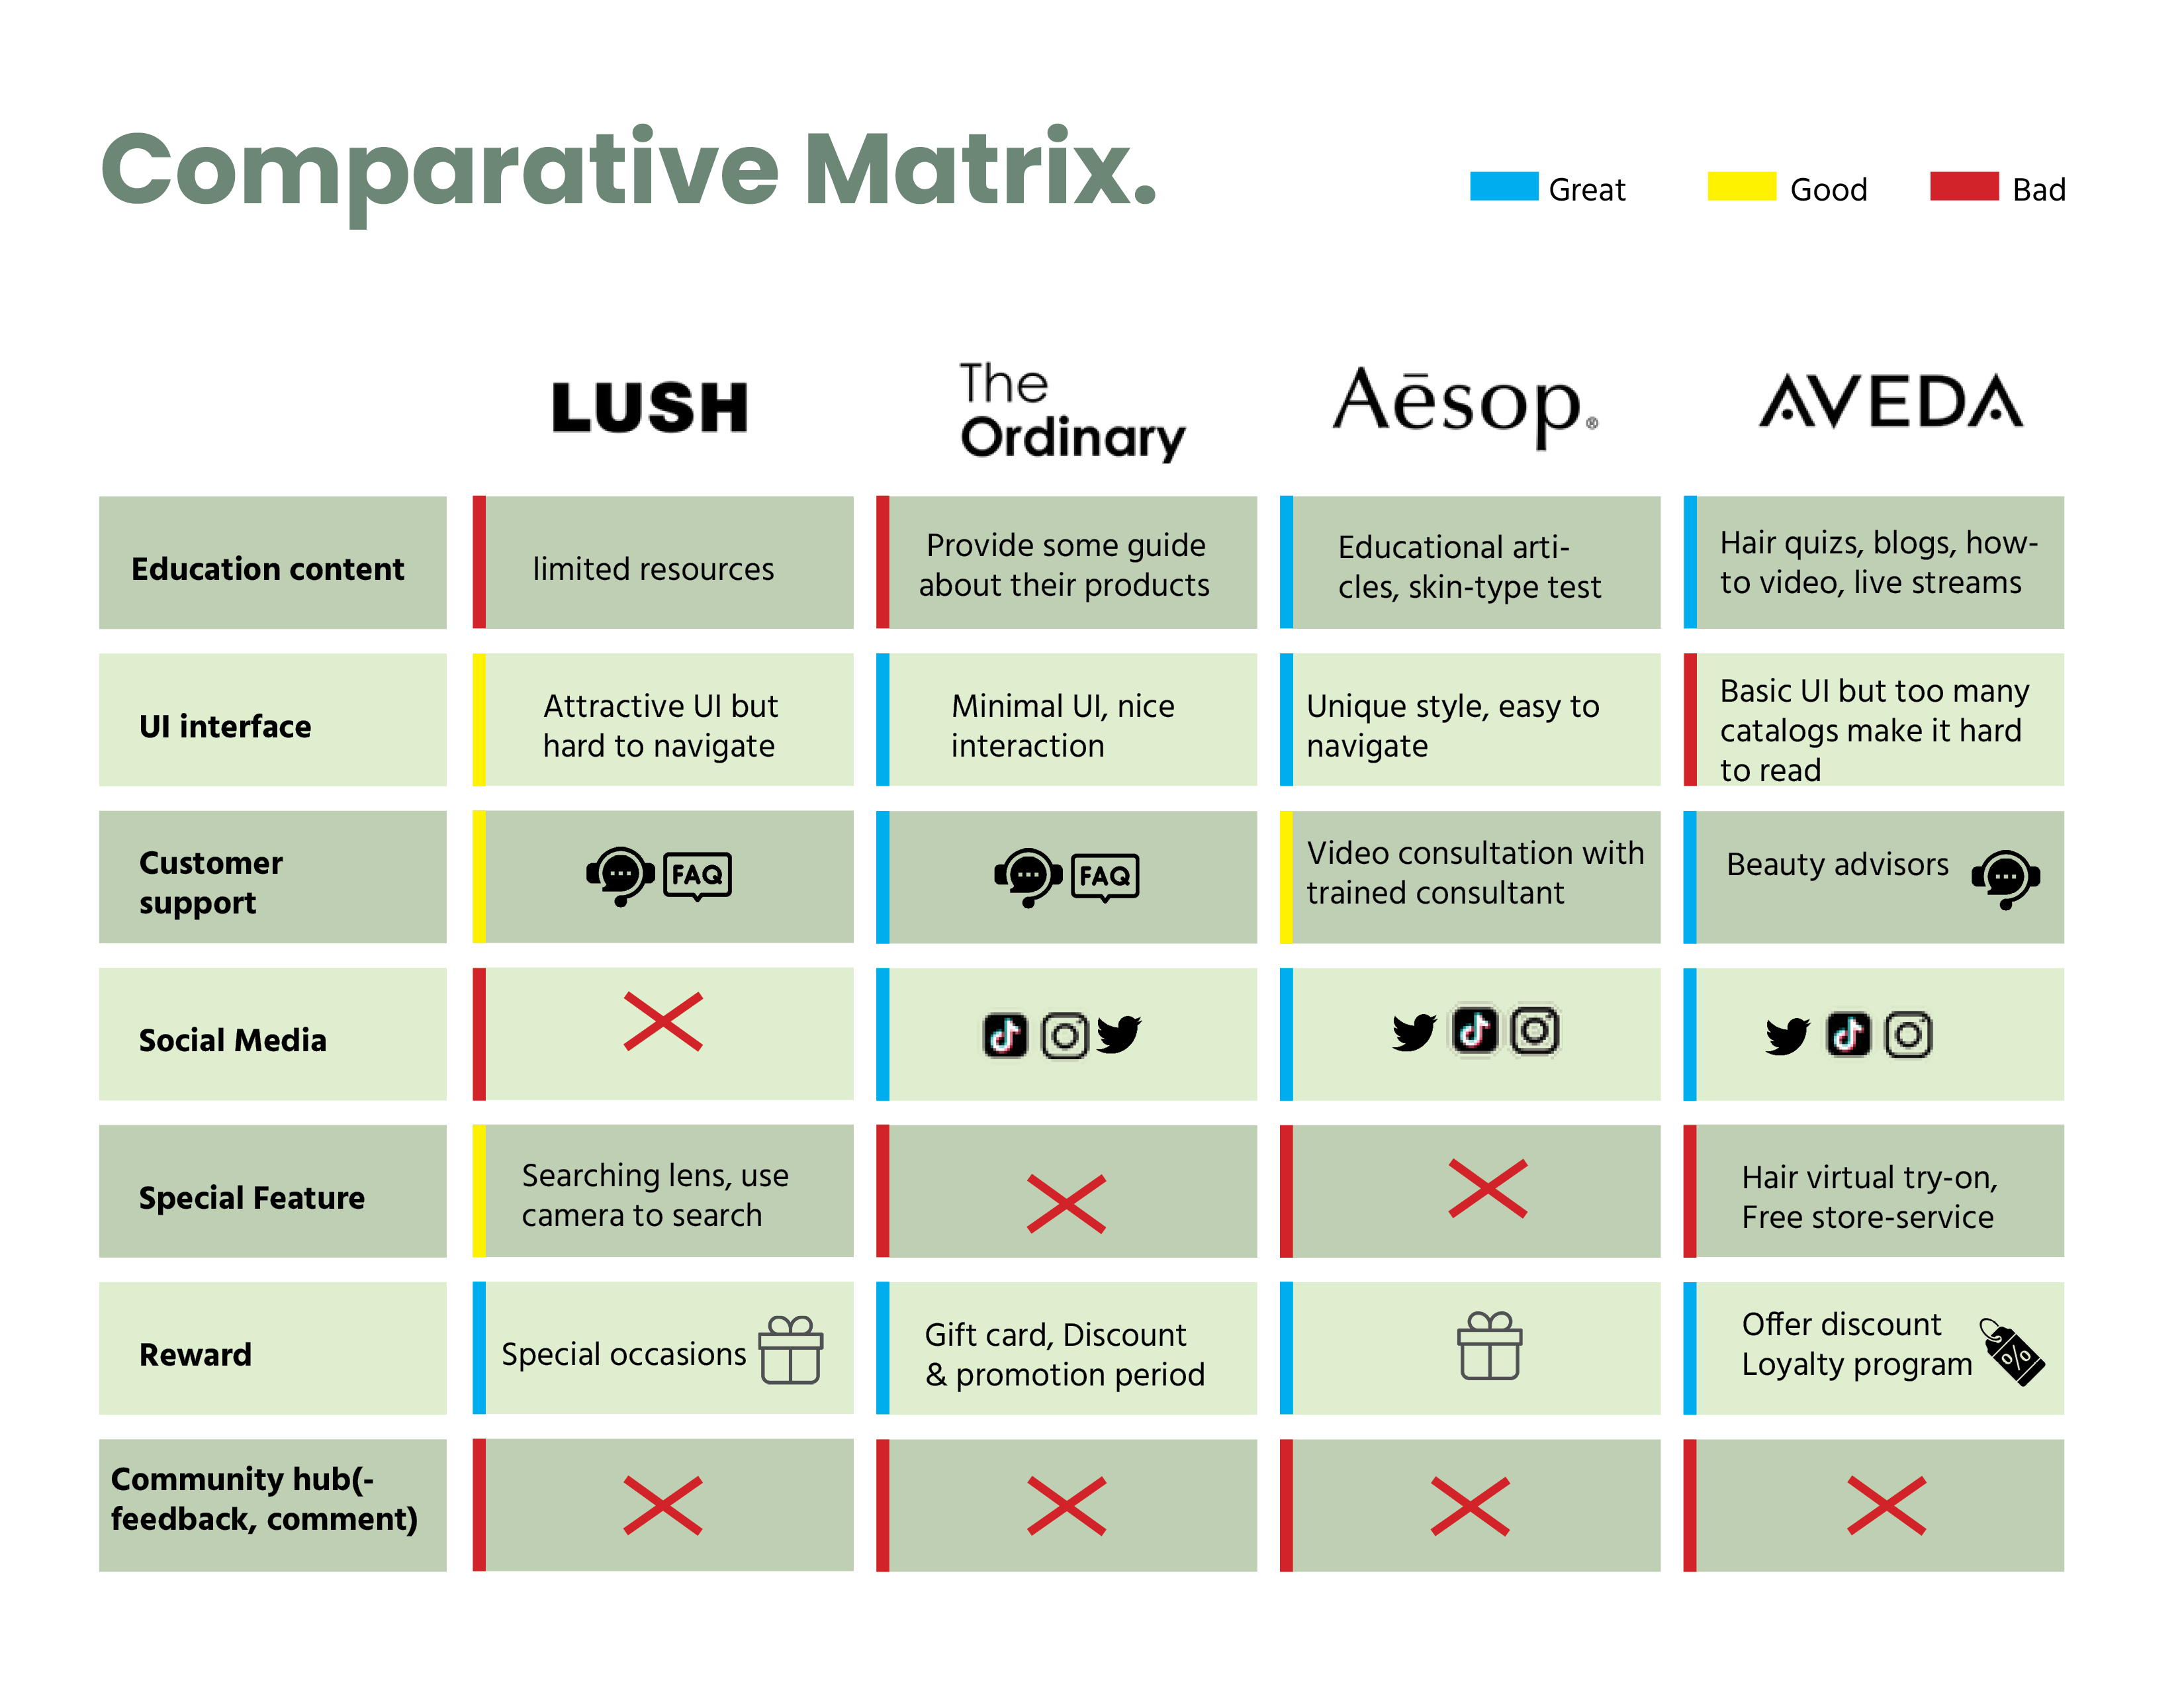 Comparative Matrix.
Great
Good
Bad
LUSH
The
Ordinary
Aēsop®
AVEDA
Education content
limited resources
Provide some guide
about their products
Educational arti-
cles, skin-type test
Hair quizs, blogs, how-
to video, live streams
UI interface
Attractive UI but
hard to navigate
Minimal UI, nice
interaction
Unique style, easy to
navigate
Basic UI but too many
catalogs make it hard
to read
Customer
support
FAQ
FAQ
Video consultation with
trained consultant
Beauty advisors
Social Media
Special Feature
Searching lens, use
camera to search
Hair virtual try-on,
Free store-service
Reward
Special occasions
Gift card, Discount
& promotion period
Offer discount
Loyalty program
%
Community hub(-
feedback, comment)